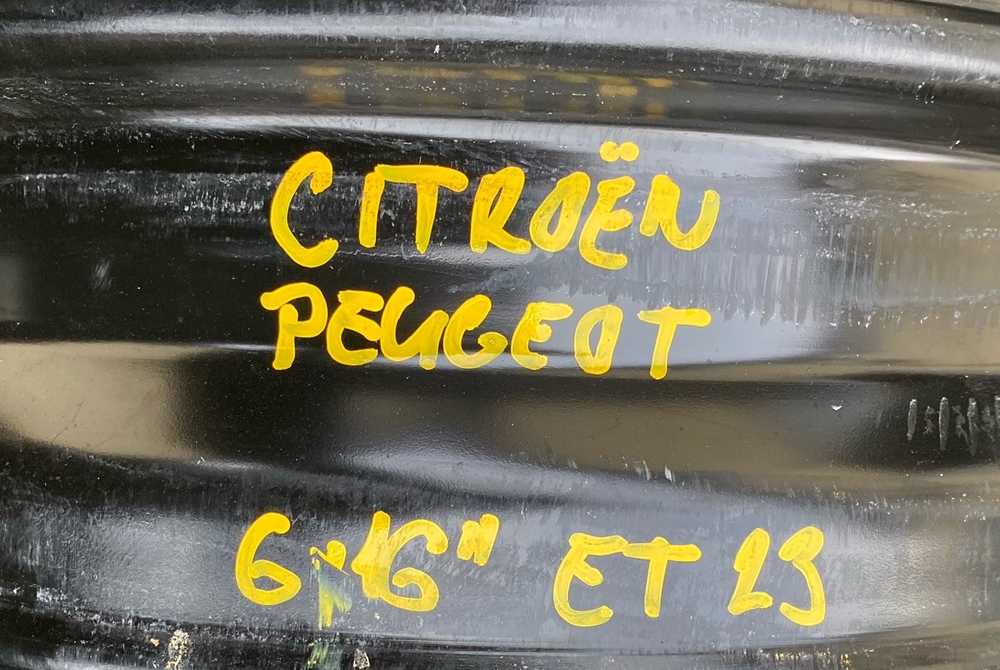 CITROËN
PEUGEOT
6x16" ET 23